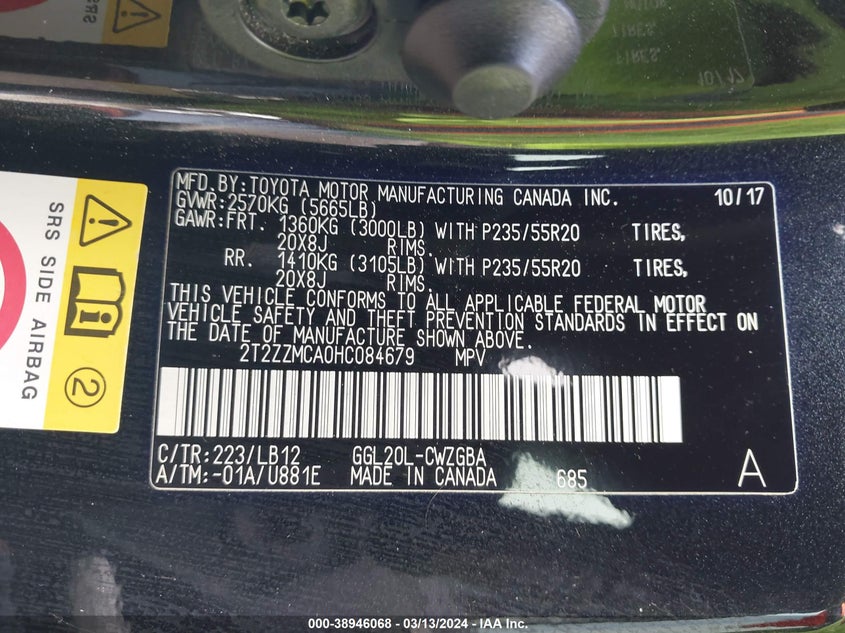 MFD.BY:TOYOTA MOTOR MANUFACTURING CANADA INC. 10/17
GVWR:2570KG (5665LB)
GAWR:FRT. 1360KG (3000LB) WITH P235/55R20 TIRES,
20X8J RIMS.
RR. 1410KG (3105LB) WITH P235/55R20 TIRES,
20X8J RIMS.
THIS VEHICLE CONFORMS TO ALL APPLICABLE FEDERAL MOTOR
VEHICLE SAFETY AND THEFT PREVENTION STANDARDS IN EFFECT ON
THE DATE OF MANUFACTURE SHOWN ABOVE.
2T2ZZMCA0HC084679 MPV
C/TR:223/LB12 GGL20L-CWZGBA
A/TM:-01A/U881E MADE IN CANADA 685 A
SRS SIDE AIRBAG
2
000-38946068 - 03/13/2024 - IAA Inc.